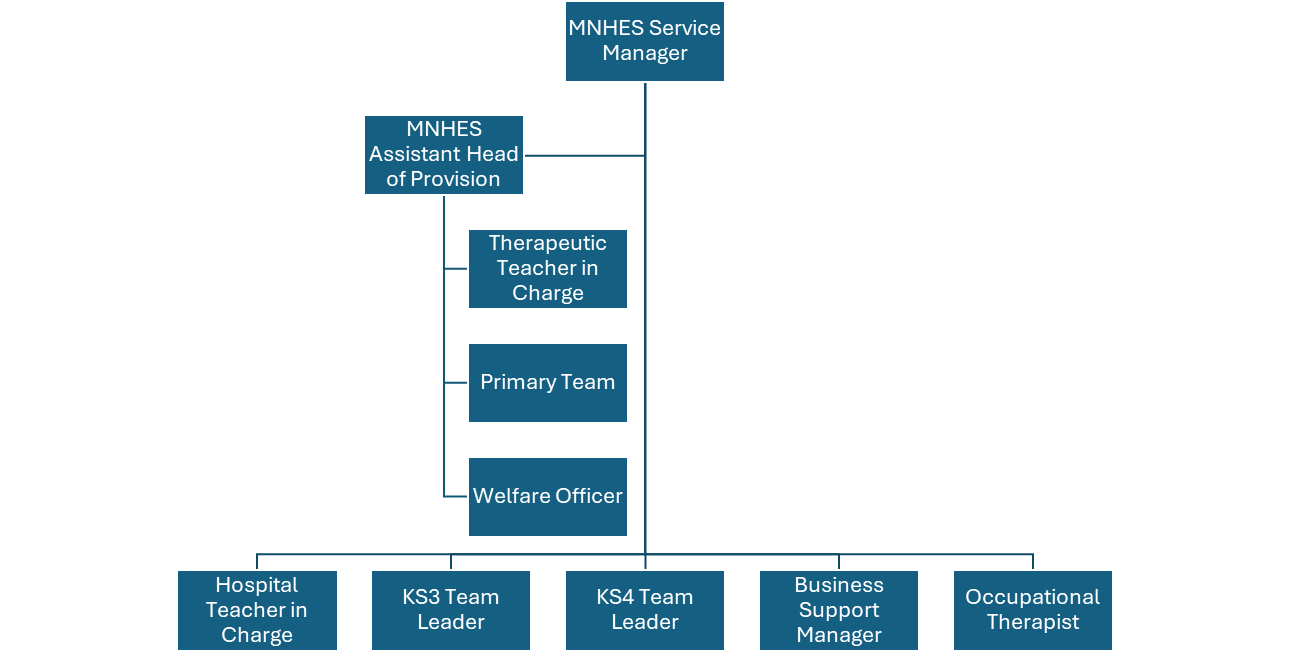 MNHES Service
Manager
MNHES
Assistant Head
of Provision
Therapeutic
Teacher in
Charge
Primary Team
Welfare Officer
Hospital
Teacher in
Charge
KS3 Team
Leader
KS4 Team
Leader
Business
Support
Manager
Occupational
Therapist